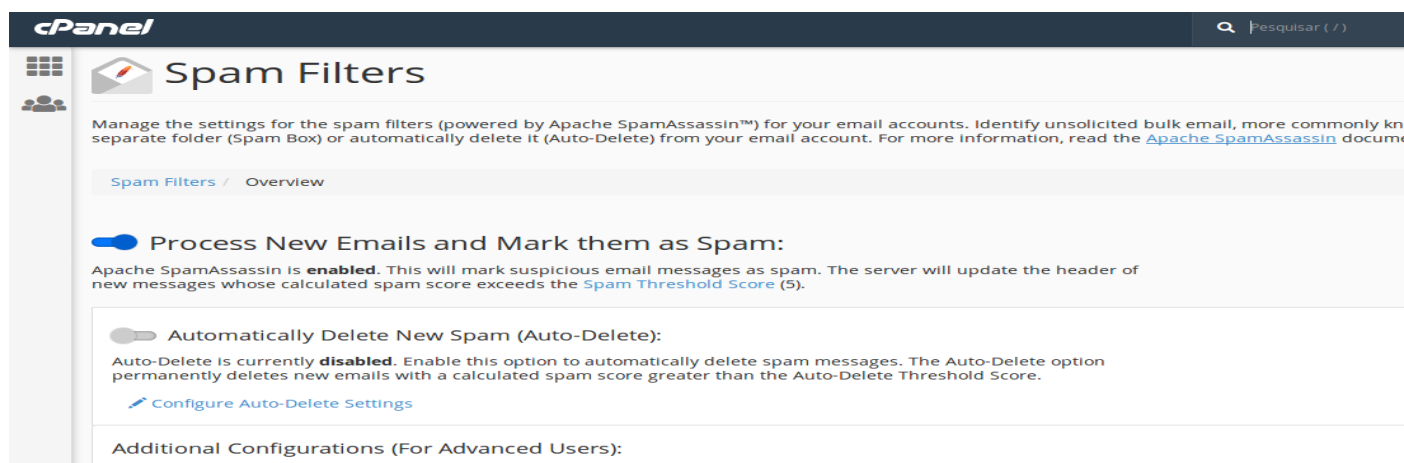 cPanel
Pesquisar ( / )
Spam Filters
Manage the settings for the spam filters (powered by Apache SpamAssassin™) for your email accounts. Identify unsolicited bulk email, more commonly kn
separate folder (Spam Box) or automatically delete it (Auto-Delete) from your email account. For more information, read the Apache SpamAssassin docume
Spam Filters / Overview
Process New Emails and Mark them as Spam:
Apache SpamAssassin is enabled. This will mark suspicious email messages as spam. The server will update the header of
new messages whose calculated spam score exceeds the Spam Threshold Score (5).
Automatically Delete New Spam (Auto-Delete):
Auto-Delete is currently disabled. Enable this option to automatically delete spam messages. The Auto-Delete option
permanently deletes new emails with a calculated spam score greater than the Auto-Delete Threshold Score.
Configure Auto-Delete Settings
Additional Configurations (For Advanced Users):